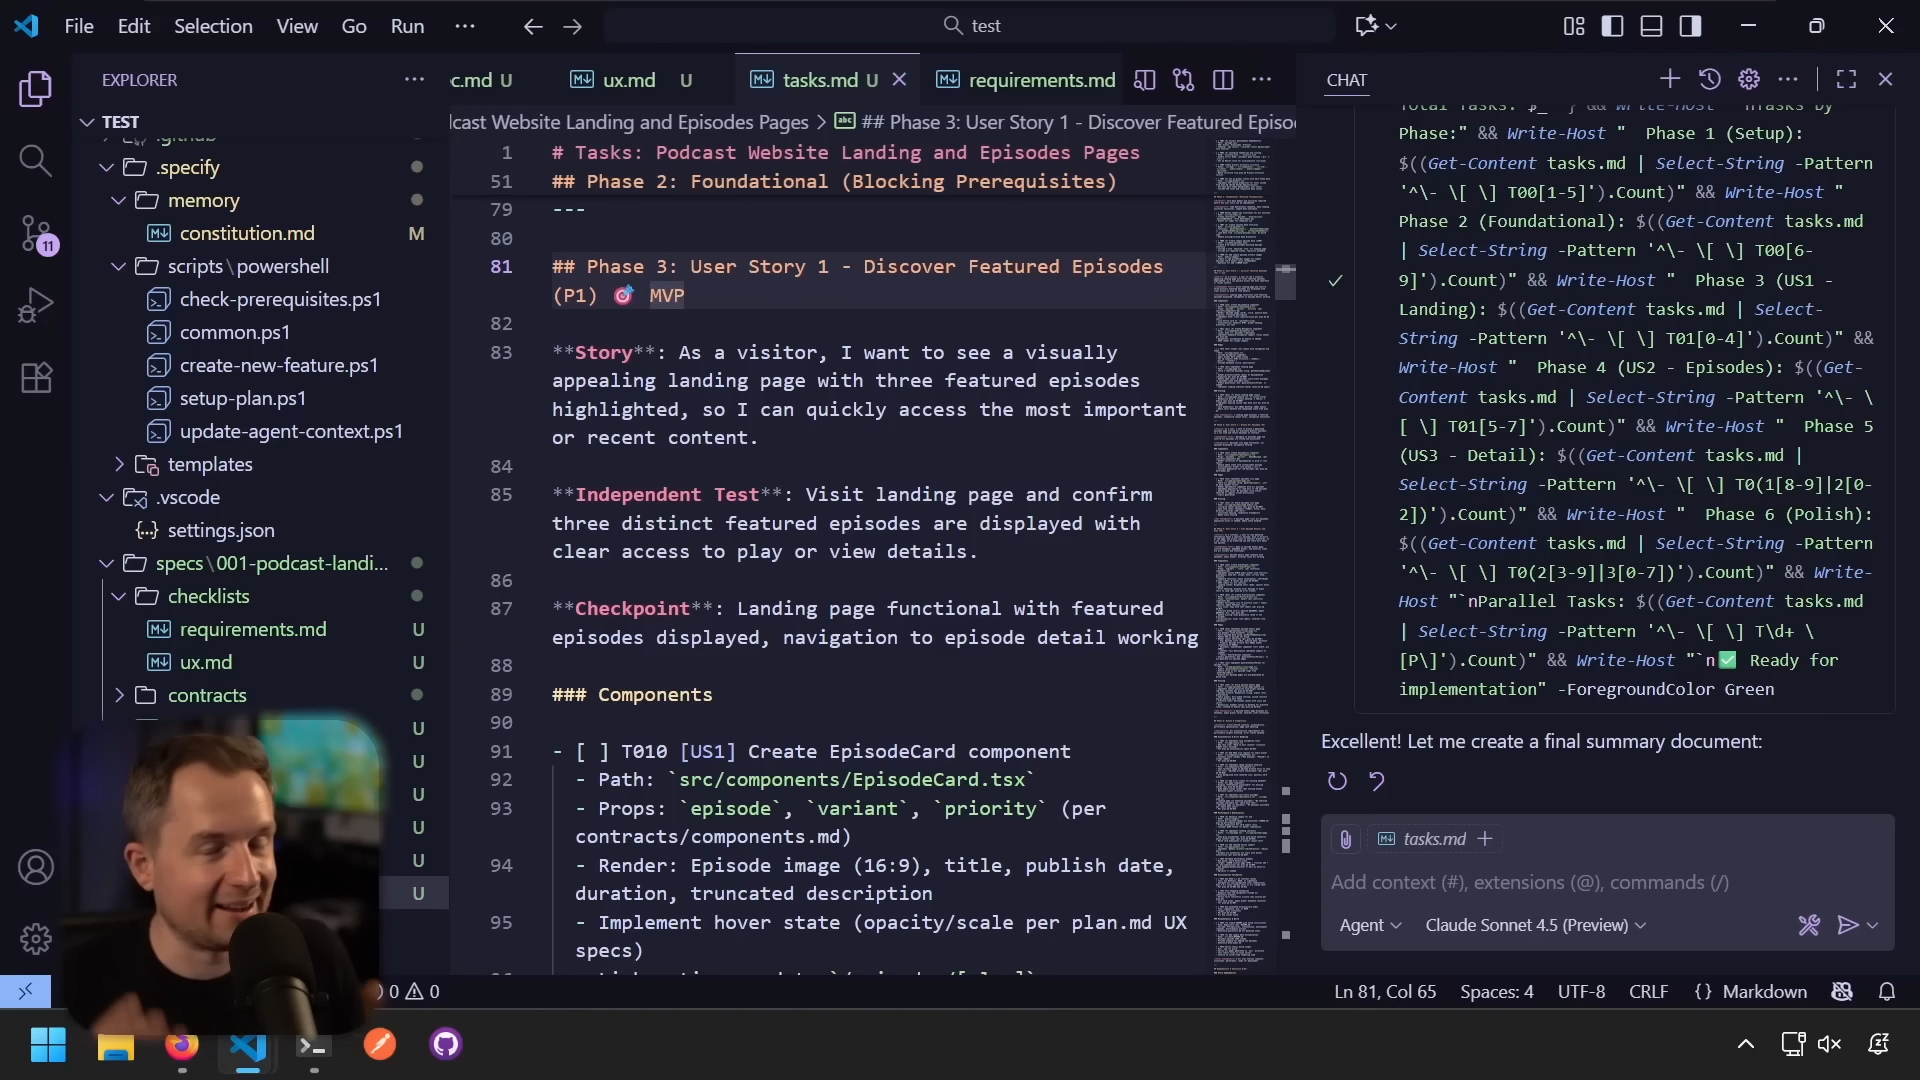 File Edit Selection View Go Run ···
test
EXPLORER
TEST
.github
.specify
memory
constitution.md M
scripts\powershell
check-prerequisites.ps1
common.ps1
create-new-feature.ps1
setup-plan.ps1
update-agent-context.ps1
templates
.vscode
settings.json
specs\001-podcast-landi...
checklists
requirements.md U
ux.md U
contracts
U
U
U
U
U
U
11
c.md U
ux.md U
tasks.md U
requirements.md
cast Website Landing and Episodes Pages > ## Phase 3: User Story 1 - Discover Featured Episo
1 # Tasks: Podcast Website Landing and Episodes Pages
51 ## Phase 2: Foundational (Blocking Prerequisites)
79 ---
80
81 ## Phase 3: User Story 1 - Discover Featured Episodes
(P1) 🎯 MVP
82
83 **Story**: As a visitor, I want to see a visually
appealing landing page with three featured episodes
highlighted, so I can quickly access the most important
or recent content.
84
85 **Independent Test**: Visit landing page and confirm
three distinct featured episodes are displayed with
clear access to play or view details.
86
87 **Checkpoint**: Landing page functional with featured
episodes displayed, navigation to episode detail working
88
89 ### Components
90
91 - [ ] T010 [US1] Create EpisodeCard component
92 - Path: `src/components/EpisodeCard.tsx`
93 - Props: `episode`, `variant`, `priority` (per
contracts/components.md)
94 - Render: Episode image (16:9), title, publish date,
duration, truncated description
95 - Implement hover state (opacity/scale per plan.md UX
specs)
CHAT
Total Tasks: $_" } && Write-Host "`nTasks by
Phase:" && Write-Host "  Phase 1 (Setup):
$((Get-Content tasks.md | Select-String -Pattern
'^\- \[ \] T00[1-5]').Count)" && Write-Host "
Phase 2 (Foundational): $((Get-Content tasks.md
| Select-String -Pattern '^\- \[ \] T00[6-
9]').Count)" && Write-Host "  Phase 3 (US1 -
Landing): $((Get-Content tasks.md | Select-
String -Pattern '^\- \[ \] T01[0-4]').Count)" &&
Write-Host "  Phase 4 (US2 - Episodes): $((Get-
Content tasks.md | Select-String -Pattern '^\- \
[ \] T01[5-7]').Count)" && Write-Host "  Phase 5
(US3 - Detail): $((Get-Content tasks.md |
Select-String -Pattern '^\- \[ \] T0(1[8-9]|2[0-
2])').Count)" && Write-Host "  Phase 6 (Polish):
$((Get-Content tasks.md | Select-String -Pattern
'^\- \[ \] T0(2[3-9]|3[0-7])').Count)" && Write-
Host "`nParallel Tasks: $((Get-Content tasks.md
| Select-String -Pattern '^\- \[ \] T\d+ \
[P\]').Count)" && Write-Host "`n✅ Ready for
implementation" -ForegroundColor Green
Excellent! Let me create a final summary document:
tasks.md
Add context (#), extensions (@), commands (/)
Agent Claude Sonnet 4.5 (Preview)
0 0
Ln 81, Col 65 Spaces: 4 UTF-8 CRLF {} Markdown